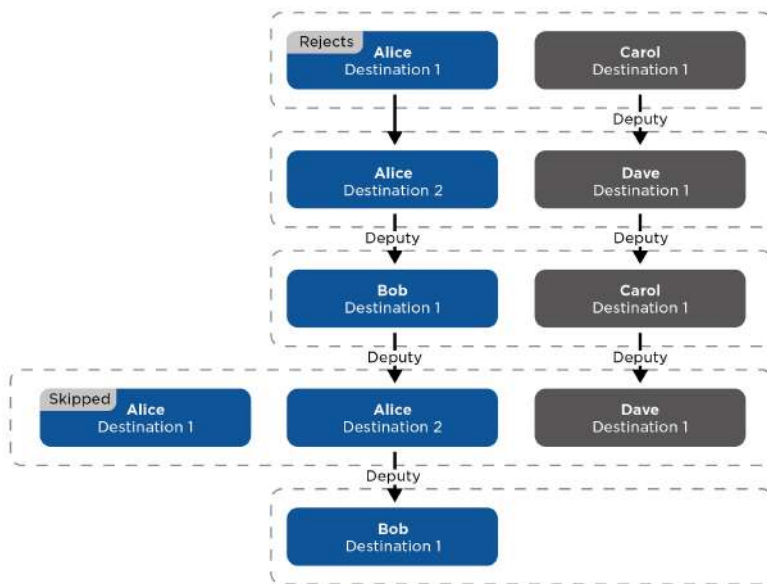 Rejects
Alice
Destination 1
Carol
Destination 1
Deputy
Alice
Destination 2
Dave
Destination 1
Deputy
Deputy
Bob
Destination 1
Carol
Destination 1
Deputy
Deputy
Skipped
Alice
Destination 1
Alice
Destination 2
Dave
Destination 1
Deputy
Bob
Destination 1